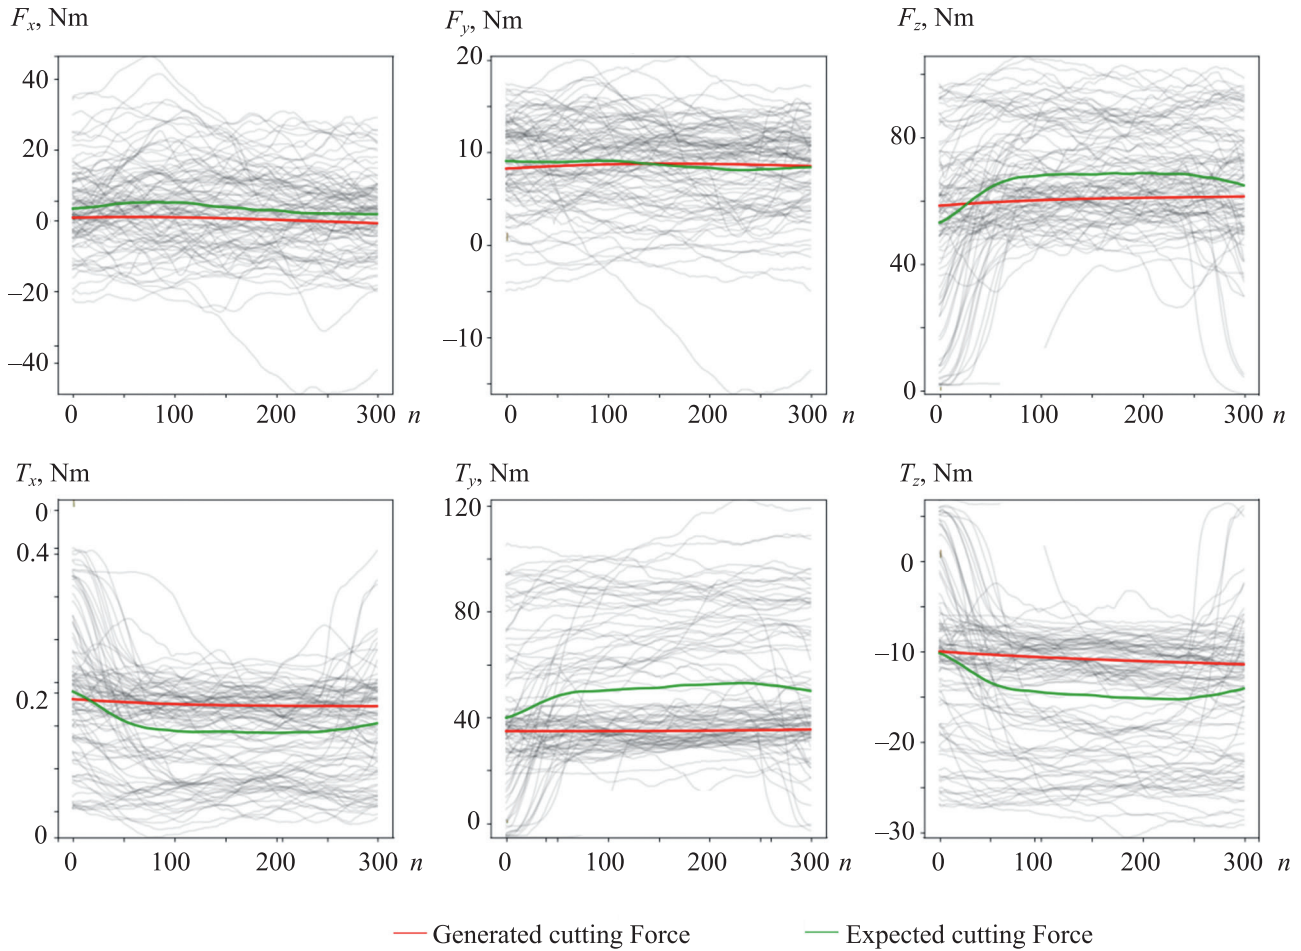 Fx, Nm
Fy, Nm
Fz, Nm
40
20
0
–20
–40
20
10
0
–10
80
40
0
0 100 200 300 n
0 100 200 300 n
0 100 200 300 n
Tx, Nm
Ty, Nm
Tz, Nm
0
0.4
0.2
0
120
80
40
0
0
–10
–20
–30
0 100 200 300 n
0 100 200 300 n
0 100 200 300 n
Generated cutting Force
Expected cutting Force